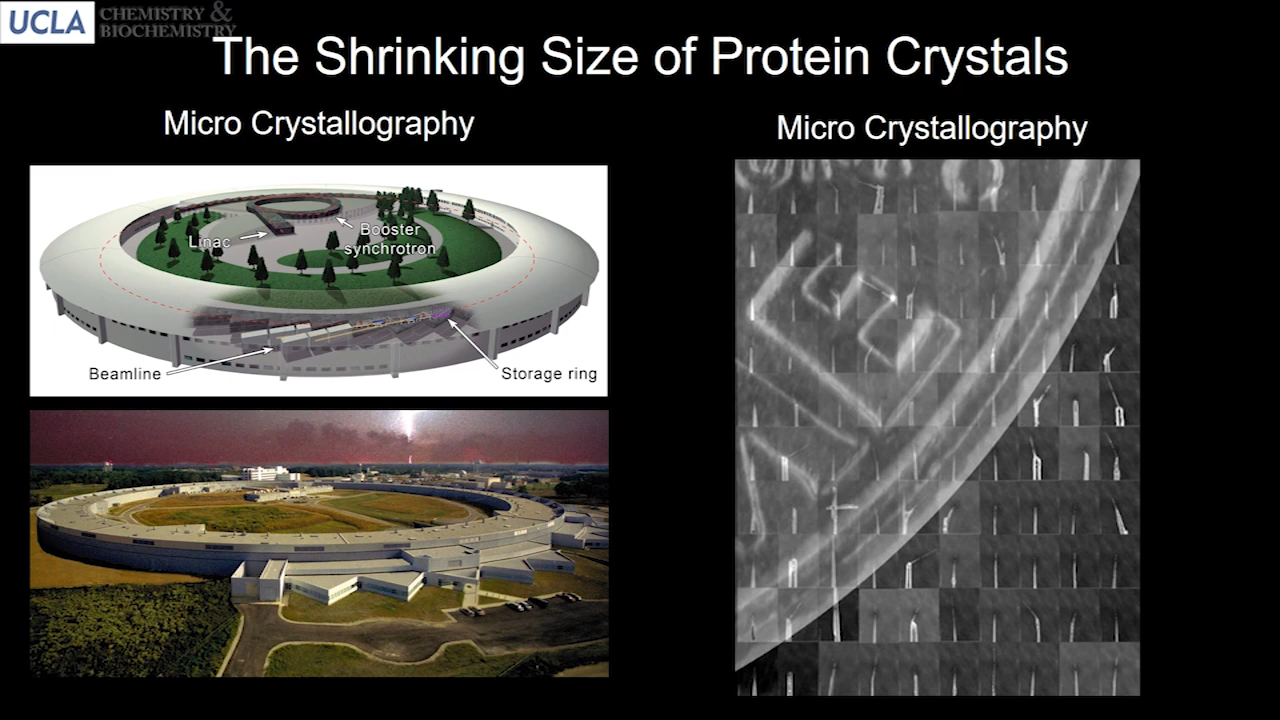 UCLA
CHEMISTRY &
BIOCHEMISTRY
The Shrinking Size of Protein Crystals
Micro Crystallography
Micro Crystallography
Linac
Booster
synchrotron
Beamline
Storage ring